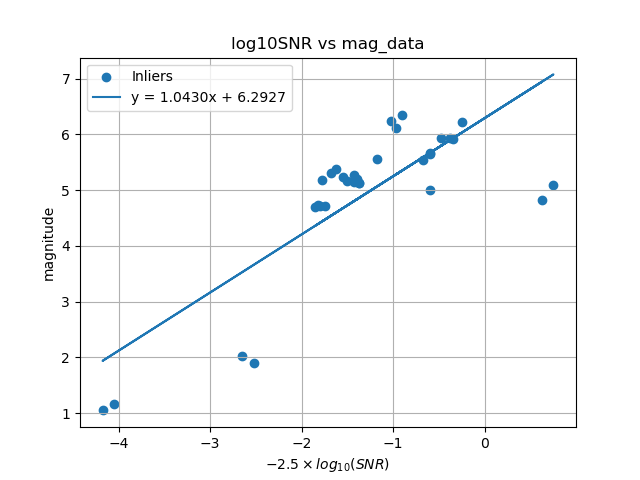 log10SNR vs mag_data
Inliers
y = 1.0430x + 6.2927
7
6
5
4
3
2
1
magnitude
−4 −3 −2 −1 0
−2.5 × log₁₀(SNR)